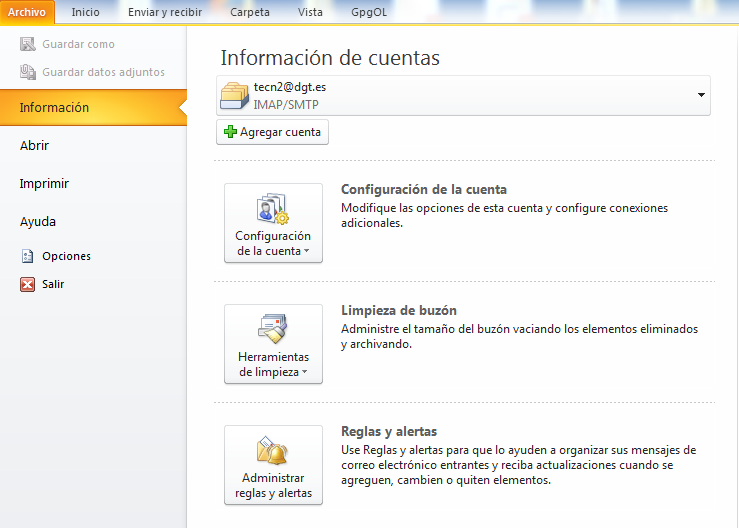 Archivo Inicio Enviar y recibir Carpeta Vista GpgOL
Guardar como
Guardar datos adjuntos
Información
Abrir
Imprimir
Ayuda
Opciones
Salir
Información de cuentas
tecn2@dgt.es
IMAP/SMTP
Agregar cuenta
Configuración
de la cuenta
Configuración de la cuenta
Modifique las opciones de esta cuenta y configure conexiones
adicionales.
Herramientas
de limpieza
Limpieza de buzón
Administre el tamaño del buzón vaciando los elementos eliminados
y archivando.
Administrar
reglas y alertas
Reglas y alertas
Use Reglas y alertas para que lo ayuden a organizar sus mensajes de
correo electrónico entrantes y reciba actualizaciones cuando se
agreguen, cambien o quiten elementos.